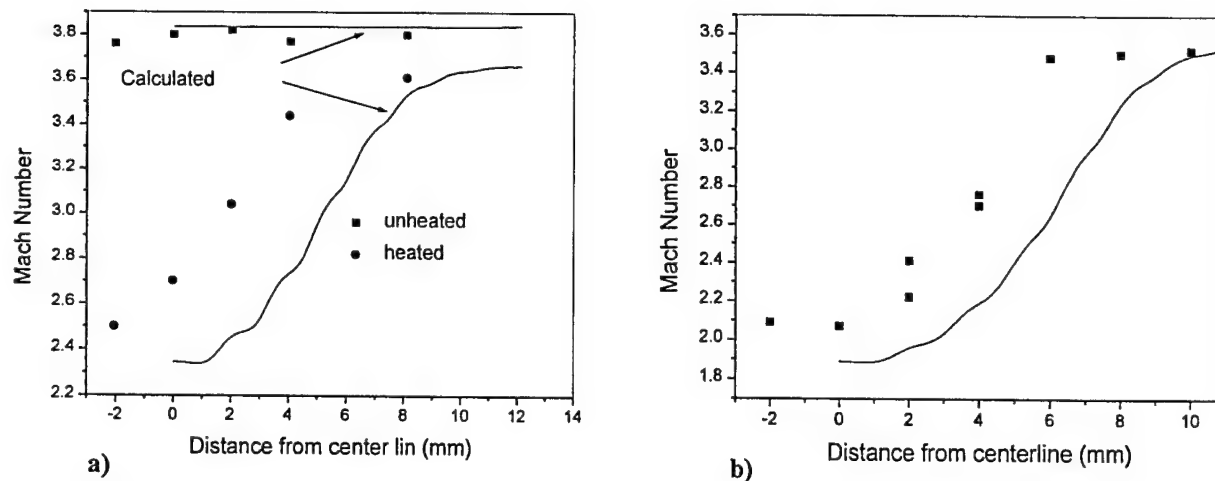 3.8
3.6
3.4
3.2
3.0
2.8
2.6
2.4
2.2
Mach Number
Calculated
unheated
heated
-2 0 2 4 6 8 10 12 14
Distance from center lin (mm)
a)
3.6
3.4
3.2
3.0
2.8
2.6
2.4
2.2
2.0
1.8
Mach Number
-2 0 2 4 6 8 10
Distance from centerline (mm)
b)